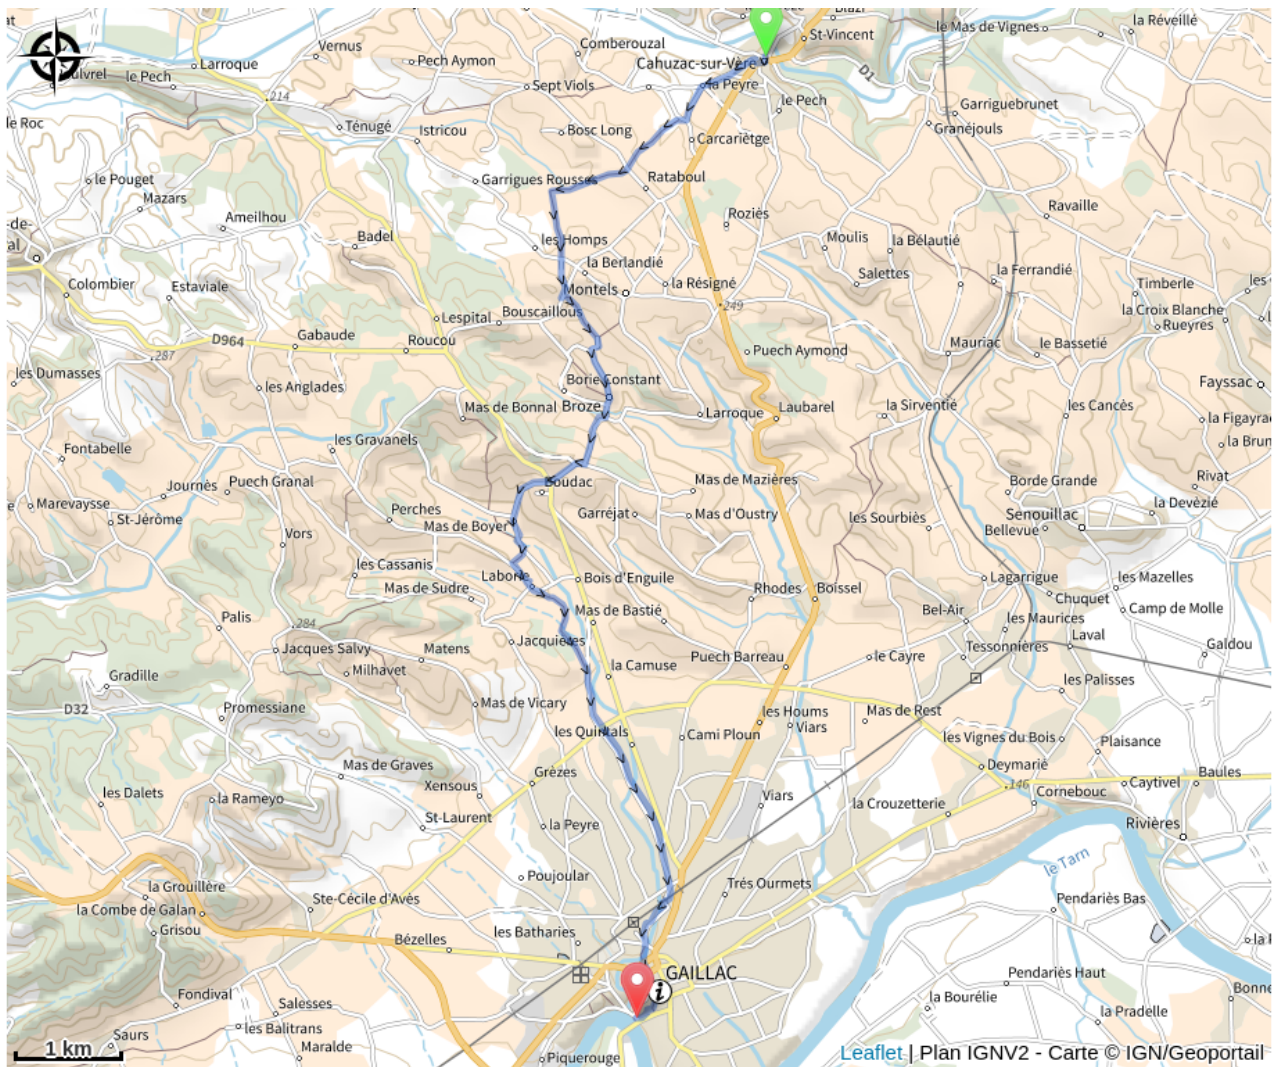 Blazi
le Mas de Vignes
la Réveillé
St-Vincent
Vernus
Comberouzal
Cahuzac-sur-Vère
Larroque
le Pech
Pech Aymon
Sept Viols
la Peyre
D1
le Pech
214
Garriguebrunet
le Roc
Ténugé
Istricou
Bosc Long
Carcariètge
Granéjouls
le Pouget
Garrigues Rousses
Rataboul
Mazars
Ameilhou
Roziès
Ravaille
-de-
Badel
les Homps
Moulis
la Bélautié
la Berlandié
Colombier
Estaviale
la Résigné
Salettes
la Ferrandié
Timberle
Montels
249
Lespital
Bouscaillous
la Croix Blanche
Rueyres
D964
Gabaude
Roucou
287
Puech Aymond
Mauriac
le Bassetié
les Dumasses
les Anglades
Borie Constant
Fayssac
Mas de Bonnal
Broze
Larroque
Laubarel
la Sirventié
les Cancès
la Figayra
les Gravanels
la Brun
Fontabelle
Journès
Puech Granal
Boudac
Mas de Mazières
Borde Grande
Rivat
Marevaysse
St-Jérôme
Perches
Mas de Boyer
Garréjat
Mas d'Oustry
les Sourbiès
Senouillac
Bellevue
la Devèzié
Vors
les Cassanis
Laborie
Bois d'Enguile
Lagarrigue
les Mazelles
Mas de Sudre
Rhodes
Boissel
Chuquet
Camp de Molle
Palis
284
Mas de Bastié
Bel-Air
les Maurices
Laval
Jacques Salvy
Matens
Jacquières
Tessonnières
Galdou
Milhavet
la Camuse
Puech Barreau
le Cayre
Gradille
les Palisses
D32
Promessiane
Mas de Vicary
les Houms
Mas de Rest
les Quintals
Cami Ploun
Viars
les Vignes du Bois
Plaisance
Mas de Graves
Grèzes
Deymarié
Xensous
146
Caytivel
Baules
les Dalets
la Rameyo
Viars
la Crouzetterie
Cornebouc
St-Laurent
la Peyre
Rivières
le Tarn
la Grouillère
Poujoular
Trés Ourmets
Ste-Cécile d'Avès
Pendariès Bas
la Combe de Galan
Grisou
Bézelles
les Batharies
GAILLAC
Pendariès Haut
Fondival
Salesses
la Bourélie
la Pradelle
Saurs
les Balitrans
Maralde
Piquerouge
1 km
Leaflet | Plan IGNV2 - Carte © IGN/Geoportail